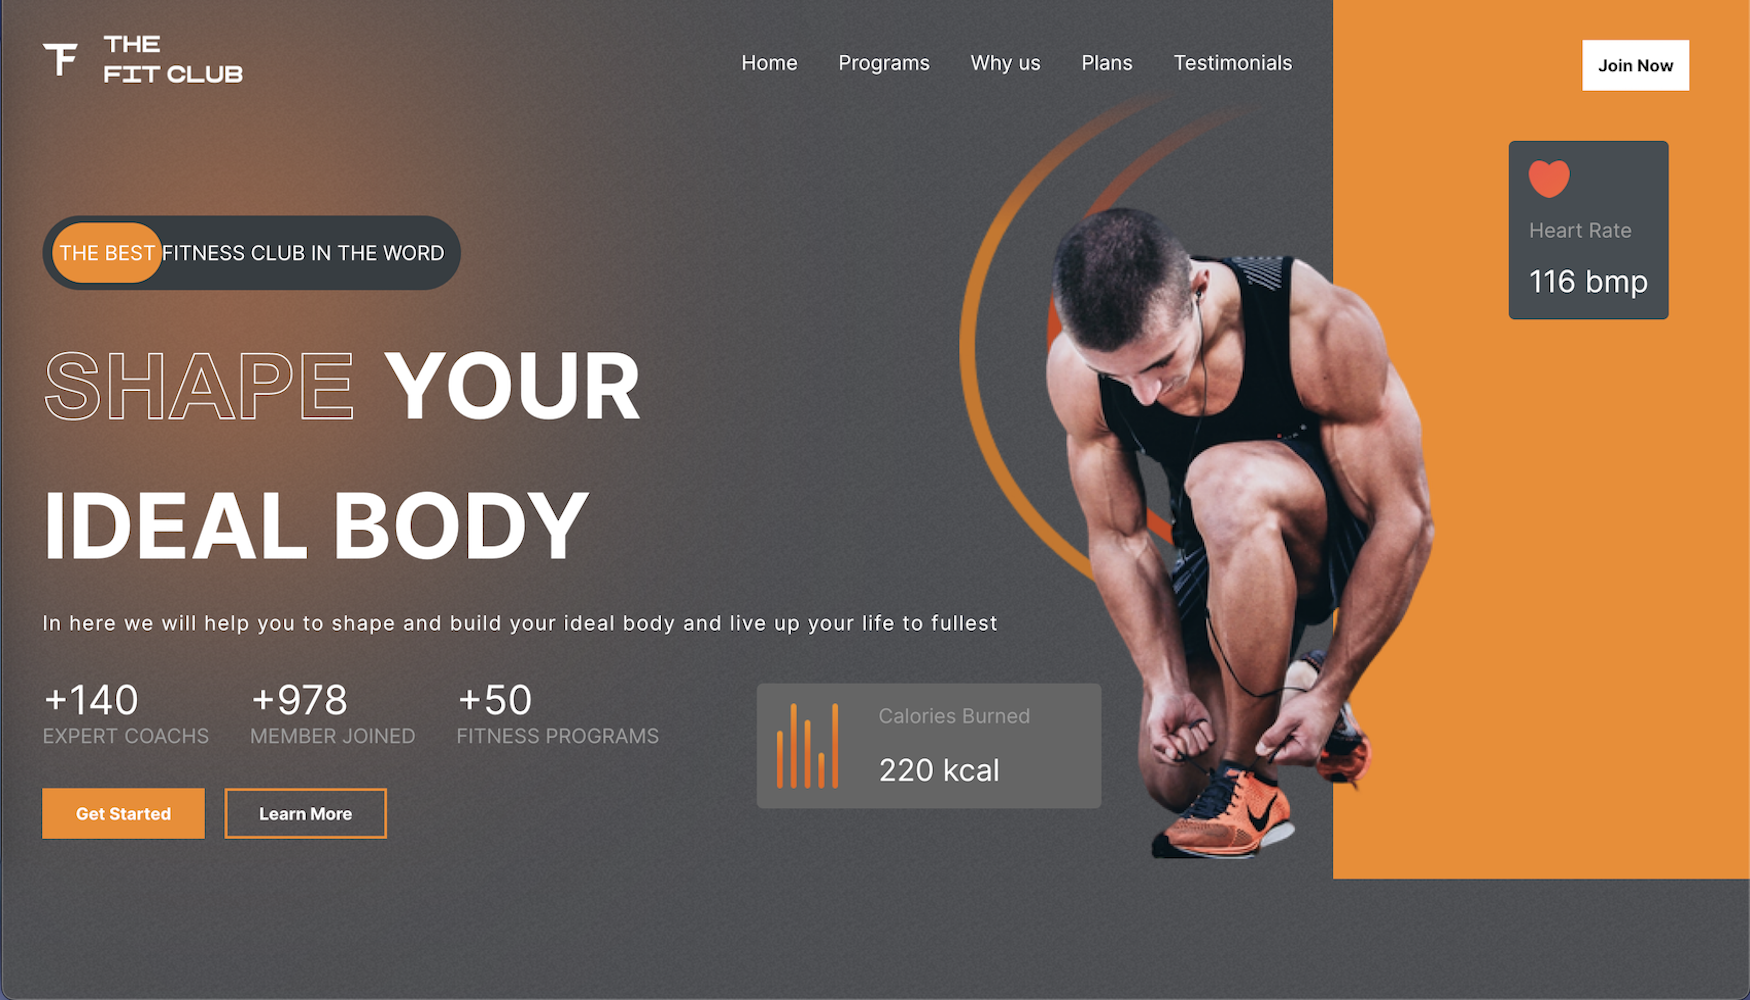 THE
FIT CLUB
Home Programs Why us Plans Testimonials
Join Now
Heart Rate
116 bmp
THE BEST FITNESS CLUB IN THE WORD
SHAPE YOUR
IDEAL BODY
In here we will help you to shape and build your ideal body and live up your life to fullest
+140 +978 +50
EXPERT COACHS MEMBER JOINED FITNESS PROGRAMS
Calories Burned
220 kcal
Get Started Learn More